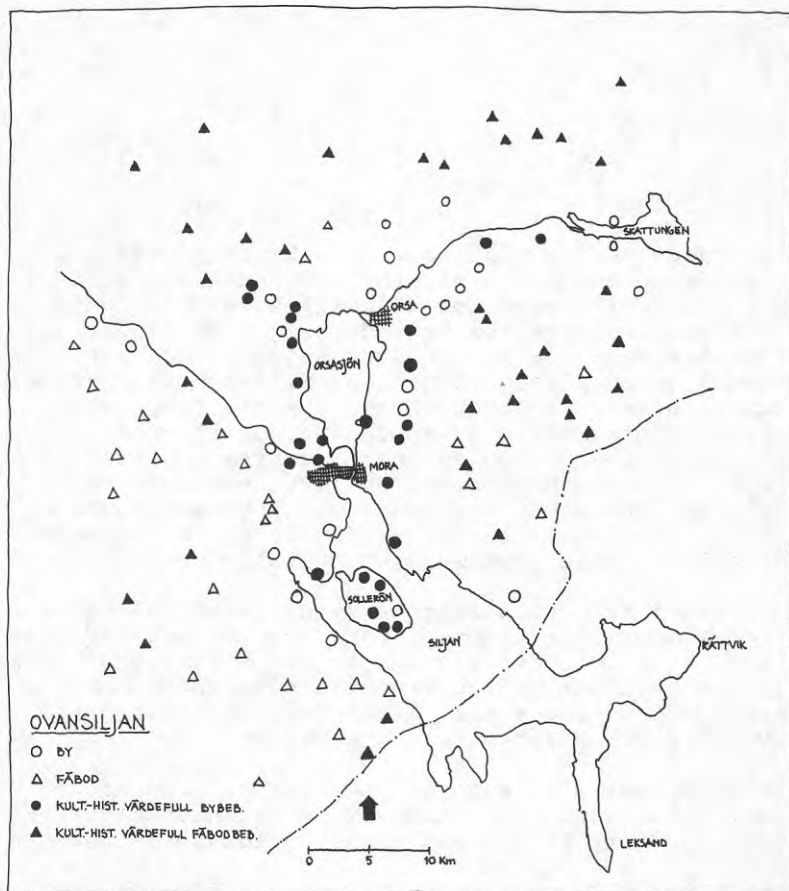 SKATTUNGEN
ORSA
ORSASJÖN
MORA
SOLLERÖN
SILJAN
RÄTTVIK
OVANSILJAN
BY
FÄBOD
KULT.-HIST. VÄRDEFULL BYBEB.
KULT.-HIST. VÄRDEFULL FÄBODBEB.
0 5 10 Km
LEKSAND